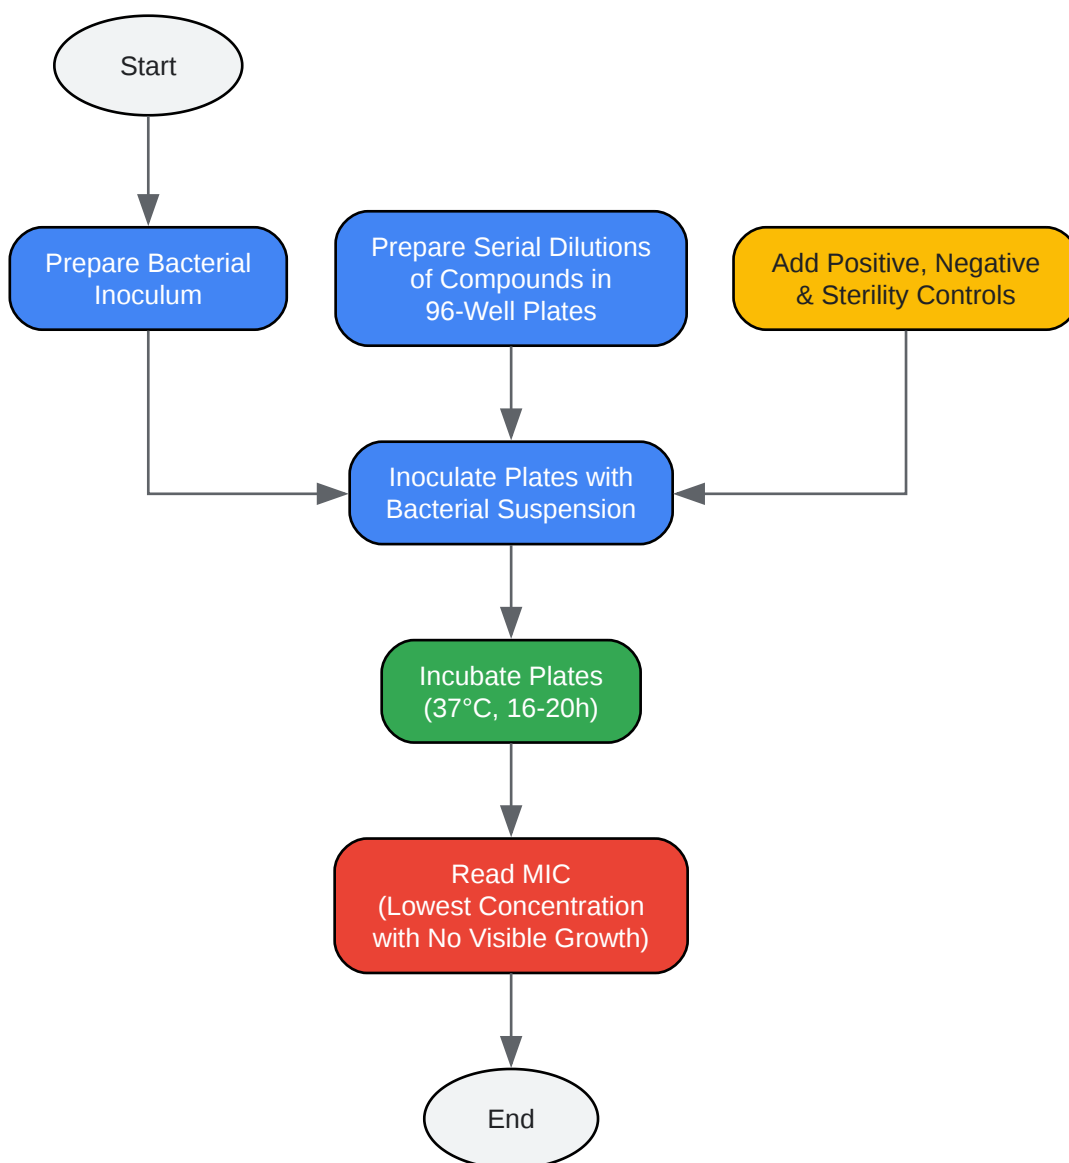 Start
Prepare Bacterial
Inoculum
Prepare Serial Dilutions
of Compounds in
96-Well Plates
Add Positive, Negative
& Sterility Controls
Inoculate Plates with
Bacterial Suspension
Incubate Plates
(37°C, 16-20h)
Read MIC
(Lowest Concentration
with No Visible Growth)
End